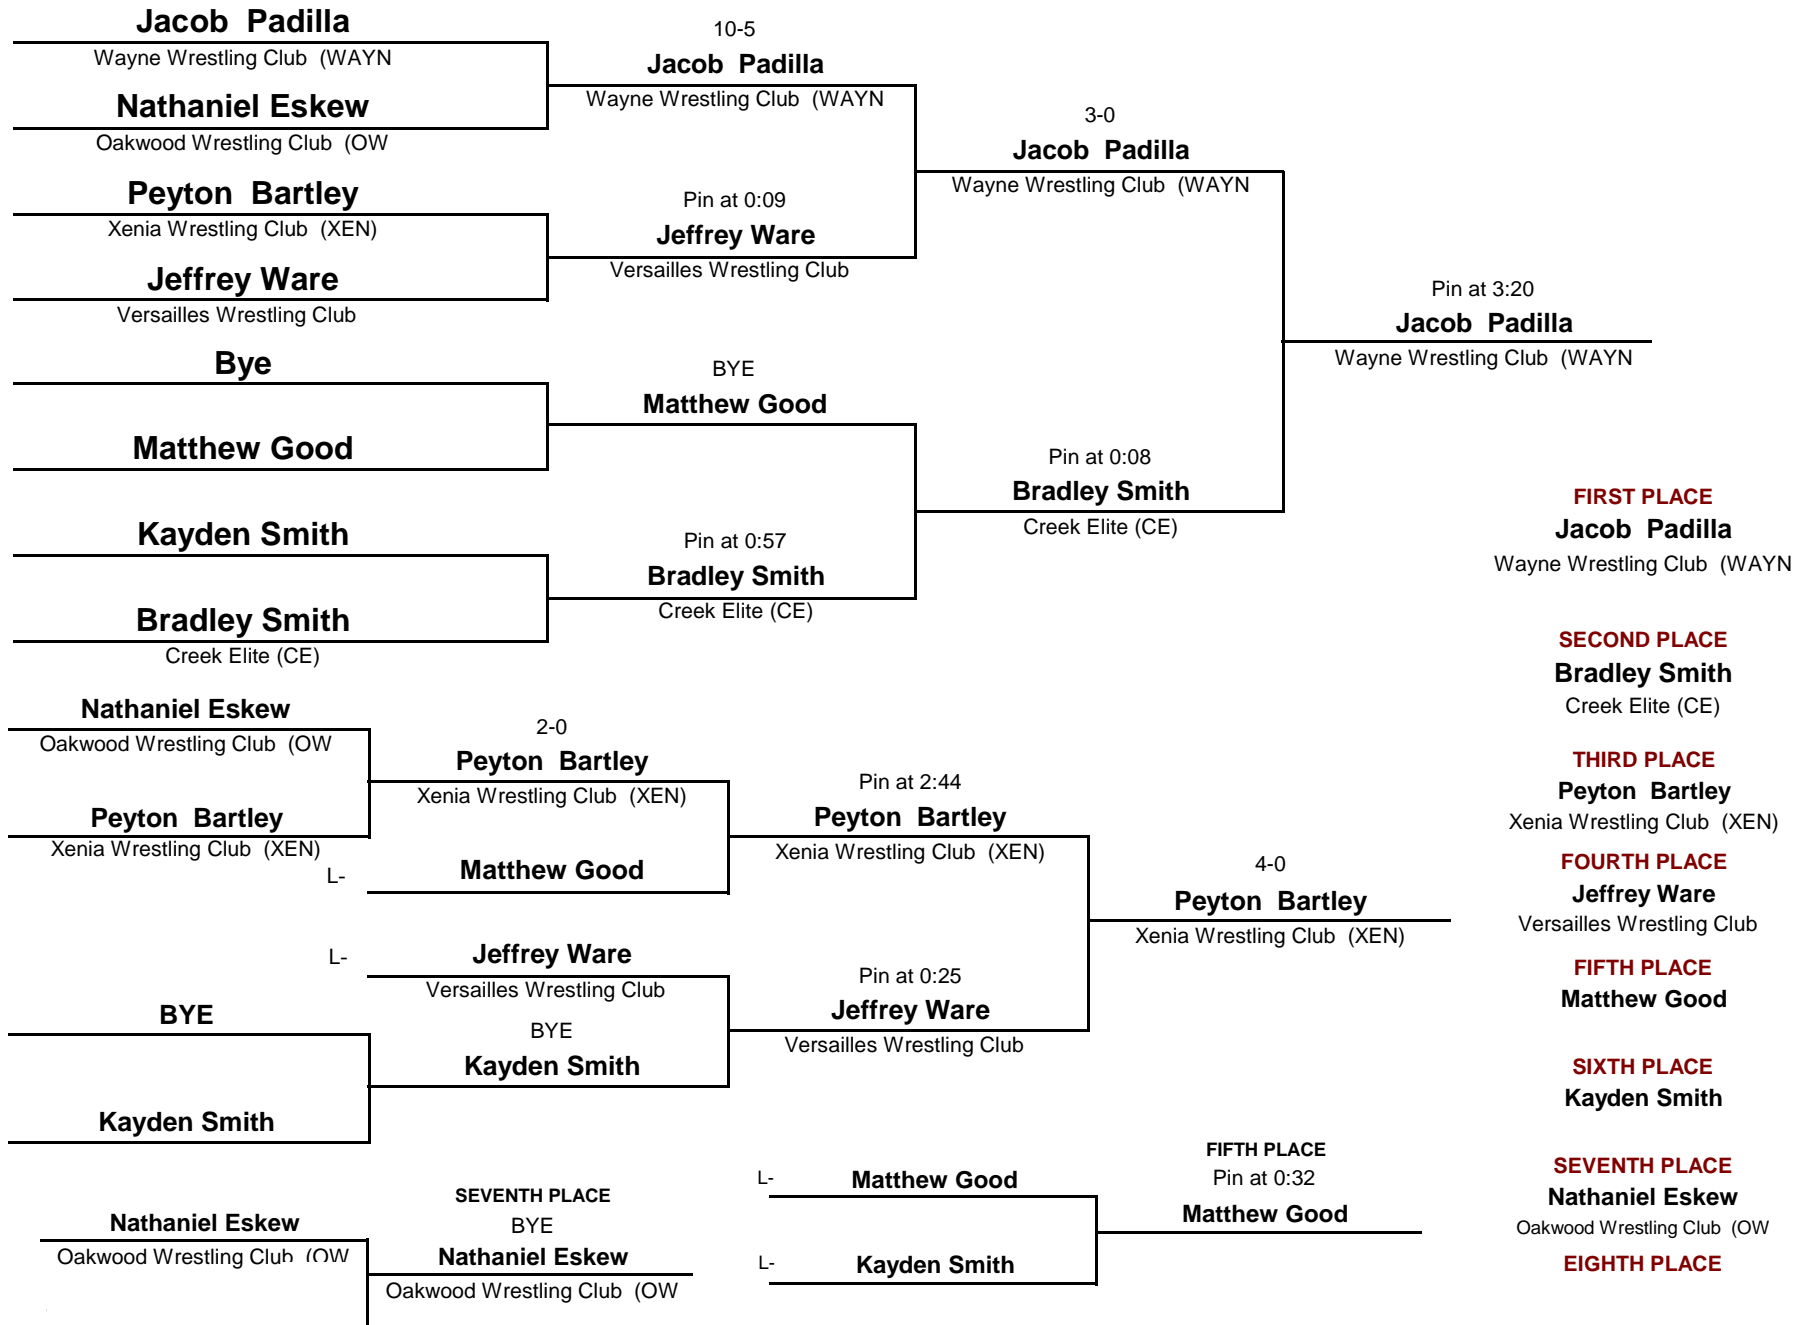 Jacob  Padilla
Wayne Wrestling Club  (WAYN
Nathaniel Eskew
Oakwood Wrestling Club  (OW
Peyton  Bartley
Xenia Wrestling Club  (XEN)
Jeffrey Ware
Versailles Wrestling Club
Bye
Matthew Good
Kayden Smith
Bradley Smith
Creek Elite (CE)
10-5
Jacob  Padilla
Wayne Wrestling Club  (WAYN
Pin at 0:09
Jeffrey Ware
Versailles Wrestling Club
BYE
Matthew Good
Pin at 0:57
Bradley Smith
Creek Elite (CE)
3-0
Jacob  Padilla
Wayne Wrestling Club  (WAYN
Pin at 0:08
Bradley Smith
Creek Elite (CE)
Pin at 3:20
Jacob  Padilla
Wayne Wrestling Club  (WAYN
Nathaniel Eskew
Oakwood Wrestling Club  (OW
Peyton  Bartley
Xenia Wrestling Club  (XEN)
BYE
Kayden Smith
2-0
Peyton  Bartley
Xenia Wrestling Club  (XEN)
L-
Matthew Good
L-
Jeffrey Ware
Versailles Wrestling Club
BYE
Kayden Smith
Pin at 2:44
Peyton  Bartley
Xenia Wrestling Club  (XEN)
Pin at 0:25
Jeffrey Ware
Versailles Wrestling Club
4-0
Peyton  Bartley
Xenia Wrestling Club  (XEN)
Nathaniel Eskew
Oakwood Wrestling Club  (OW
SEVENTH PLACE
BYE
Nathaniel Eskew
Oakwood Wrestling Club  (OW
L-
Matthew Good
L-
Kayden Smith
FIFTH PLACE
Pin at 0:32
Matthew Good
FIRST PLACE
Jacob  Padilla
Wayne Wrestling Club  (WAYN
SECOND PLACE
Bradley Smith
Creek Elite (CE)
THIRD PLACE
Peyton  Bartley
Xenia Wrestling Club  (XEN)
FOURTH PLACE
Jeffrey Ware
Versailles Wrestling Club
FIFTH PLACE
Matthew Good
SIXTH PLACE
Kayden Smith
SEVENTH PLACE
Nathaniel Eskew
Oakwood Wrestling Club  (OW
EIGHTH PLACE